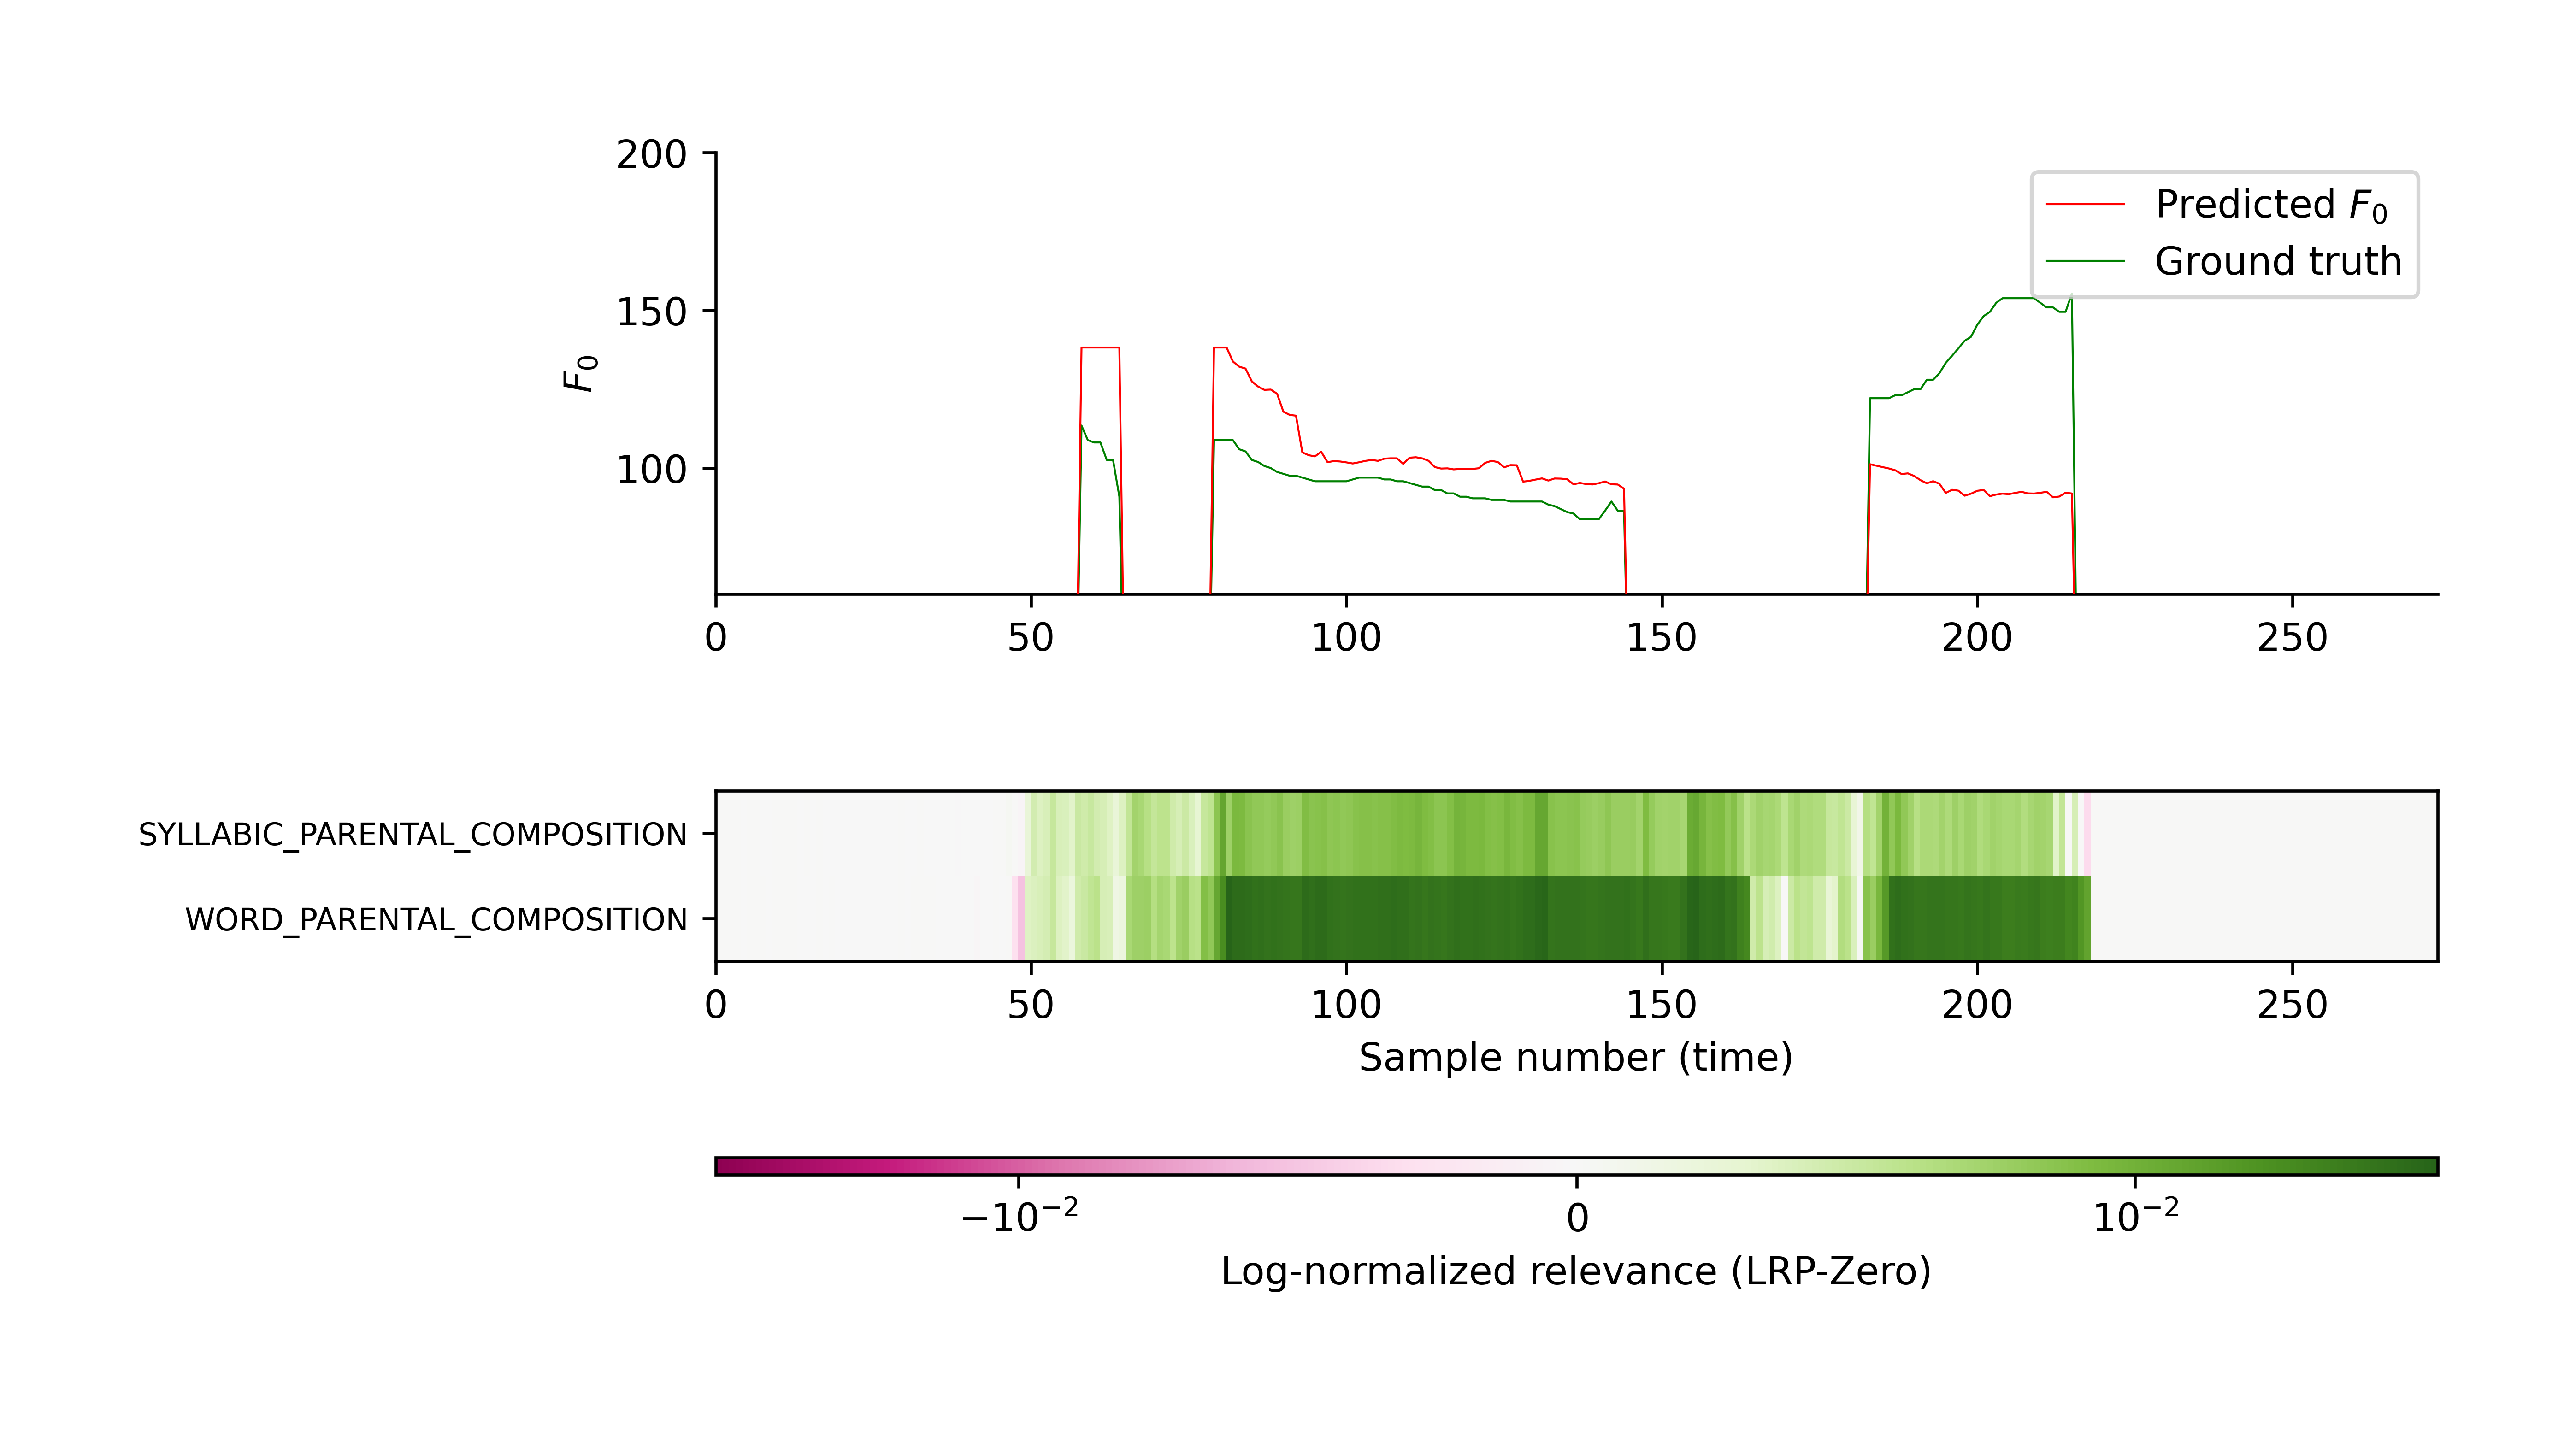 200
150
100
F₀
Predicted F₀
Ground truth
0 50 100 150 200 250
SYLLABIC_PARENTAL_COMPOSITION
WORD_PARENTAL_COMPOSITION
0 50 100 150 200 250
Sample number (time)
−10⁻² 0 10⁻²
Log-normalized relevance (LRP-Zero)